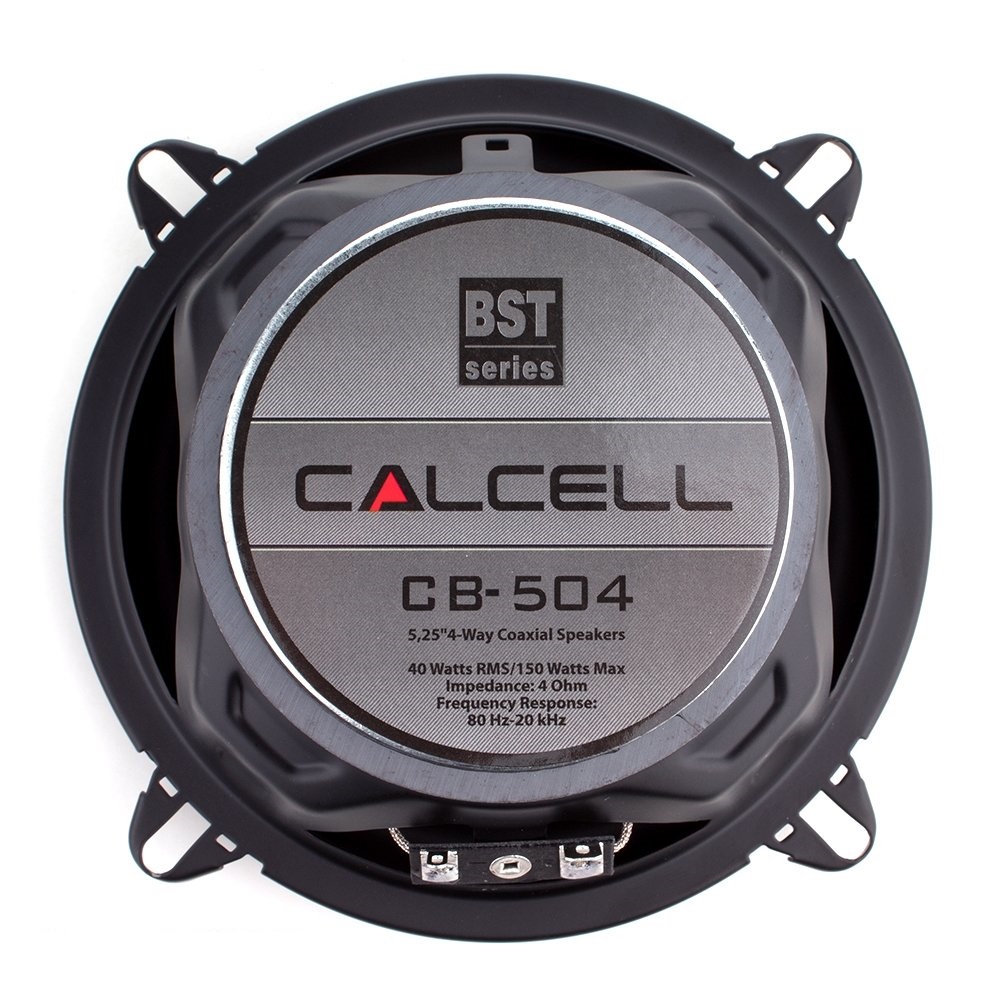 BST
series
CALCELL
CB-504
5,25"4-Way Coaxial Speakers
40 Watts RMS/150 Watts Max
Impedance: 4 Ohm
Frequency Response:
80 Hz-20 kHz